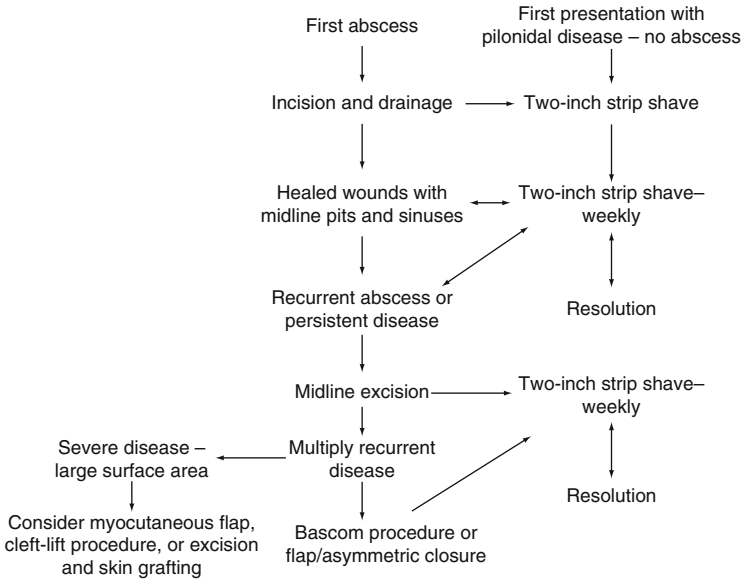 First abscess
First presentation with
pilonidal disease – no abscess
Incision and drainage
Two-inch strip shave
Healed wounds with
midline pits and sinuses
Two-inch strip shave–
weekly
Recurrent abscess or
persistent disease
Resolution
Midline excision
Two-inch strip shave–
weekly
Severe disease –
large surface area
Multiply recurrent
disease
Resolution
Consider myocutaneous flap,
cleft-lift procedure, or excision
and skin grafting
Bascom procedure or
flap/asymmetric closure